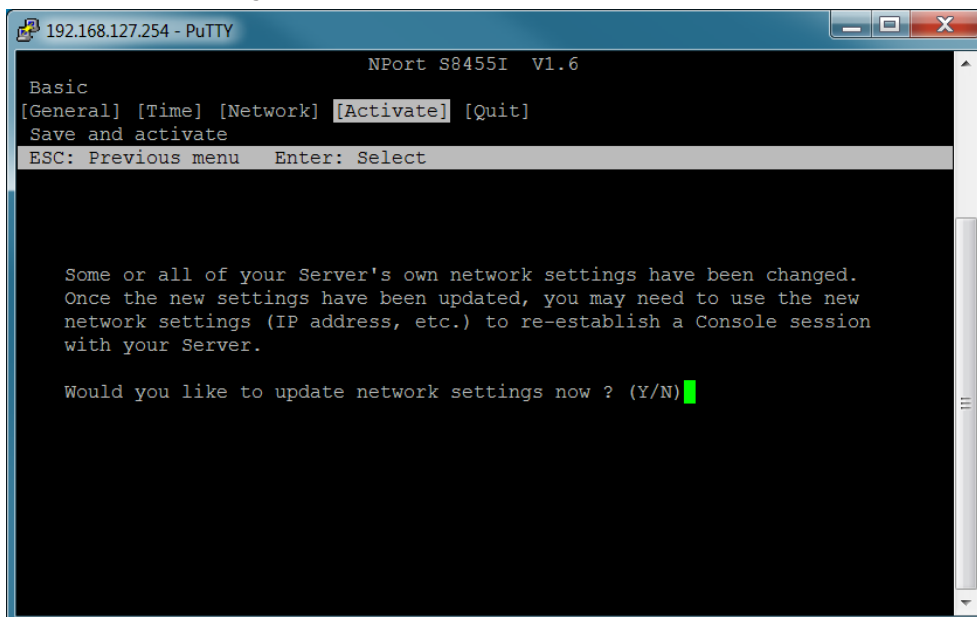 192.168.127.254 - PuTTY
NPort S8455I V1.6
Basic
[General] [Time] [Network] [Activate] [Quit]
Save and activate
ESC: Previous menu Enter: Select
Some or all of your Server's own network settings have been changed.
Once the new settings have been updated, you may need to use the new
network settings (IP address, etc.) to re-establish a Console session
with your Server.
Would you like to update network settings now ? (Y/N)